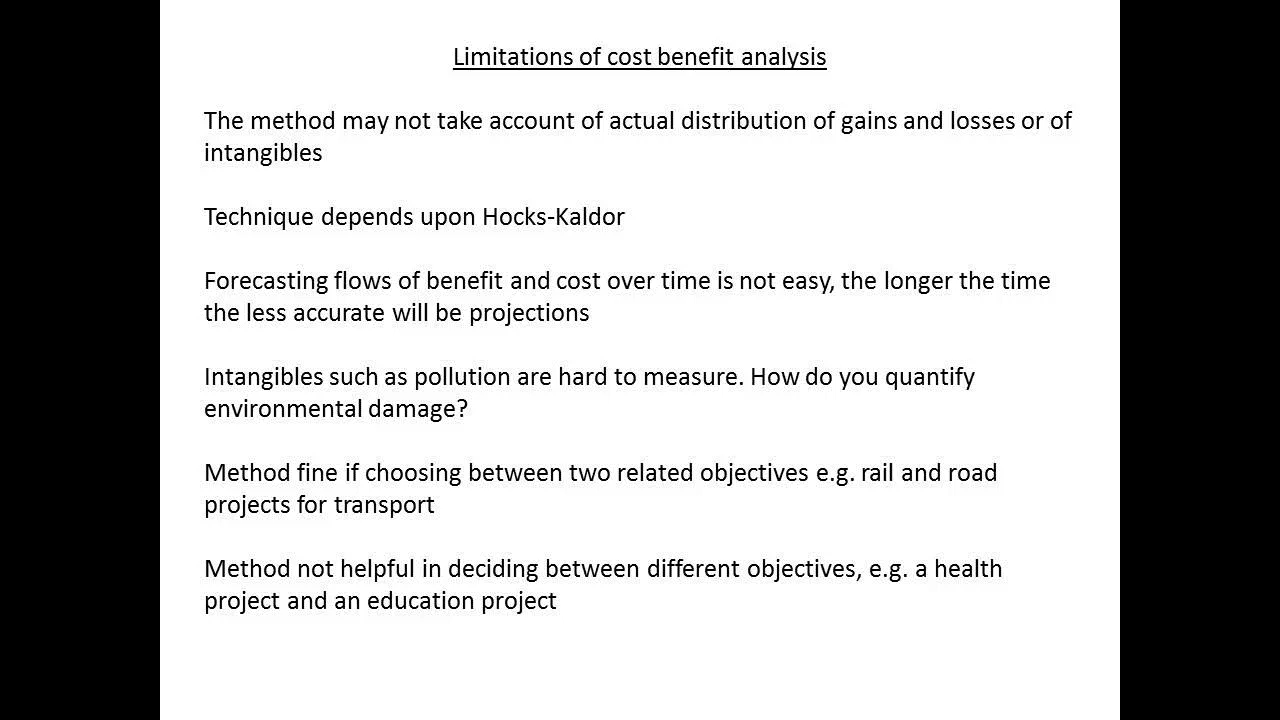 Limitations of cost benefit analysis
The method may not take account of actual distribution of gains and losses or of
intangibles
Technique depends upon Hocks-Kaldor
Forecasting flows of benefit and cost over time is not easy, the longer the time
the less accurate will be projections
Intangibles such as pollution are hard to measure. How do you quantify
environmental damage?
Method fine if choosing between two related objectives e.g. rail and road
projects for transport
Method not helpful in deciding between different objectives, e.g. a health
project and an education project